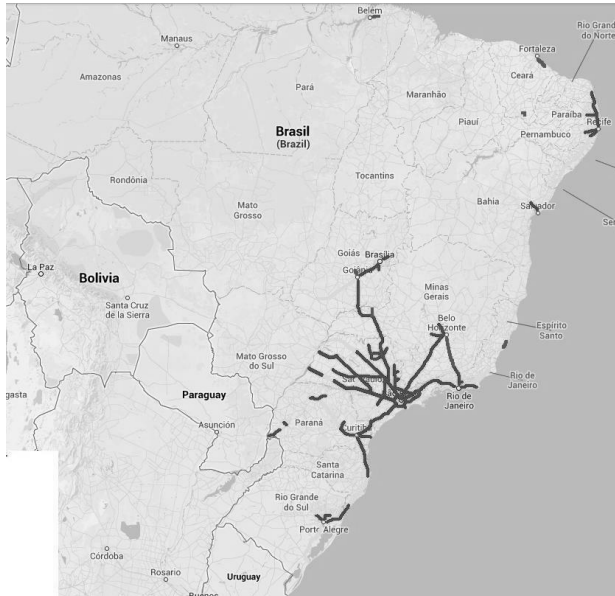 Belém
Rio Grande
do Norte
Manaus
Fortaleza
Amazonas
Pará
Maranhão
Ceará
Brasil
(Brazil)
Piauí
Paraíba
Recife
Pernambuco
Rondônia
Tocantins
Mato
Grosso
Bahia
Salvador
La Paz
Bolivia
Goiás
Brasília
Santa Cruz
de la Sierra
Minas
Gerais
Belo
Horizonte
Espírito
Santo
Mato Grosso
do Sul
Rio de
Janeiro
Paraguay
Rio de
Janeiro
Asunción
Paraná
Santa
Catarina
Rio Grande
do Sul
Porto Alegre
Córdoba
Rosario
Uruguay